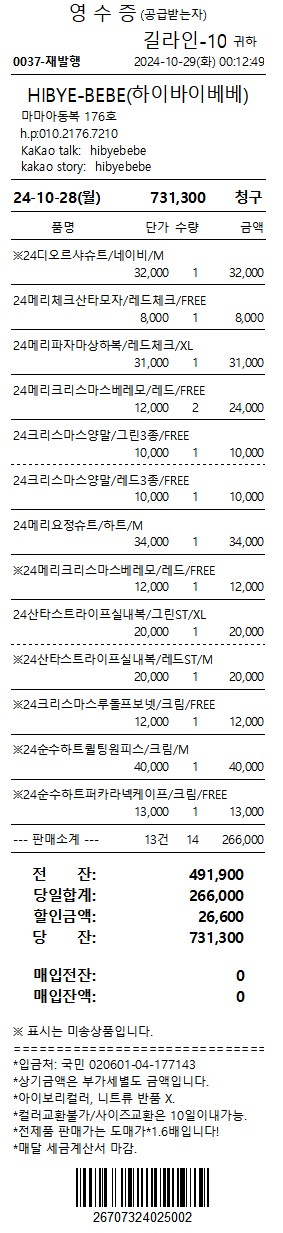 영 수 증 (공급받는자)
길라인-10 귀하
0037-재발행 2024-10-29(화) 00:12:49
HIBYE-BEBE(하이바이베베)
마마아동복 176호
h.p:010.2176.7210
KaKao talk: hibyebebe
kakao story: hibyebebe
24-10-28(월) 731,300 청구
품명 단가 수량 금액
※24디오르샤슈트/네이비/M
32,000 1 32,000
24메리체크산타모자/레드체크/FREE
8,000 1 8,000
24메리파자마상하복/레드체크/XL
31,000 1 31,000
24메리크리스마스베레모/레드/FREE
12,000 2 24,000
24크리스마스양말/그린3종/FREE
10,000 1 10,000
24크리스마스양말/레드3종/FREE
10,000 1 10,000
24메리요정슈트/하트/M
34,000 1 34,000
※24메리크리스마스베레모/레드/FREE
12,000 1 12,000
24산타스트라이프실내복/그린ST/XL
20,000 1 20,000
※24산타스트라이프실내복/레드ST/M
20,000 1 20,000
※24크리스마스루돌프보넷/크림/FREE
12,000 1 12,000
※24순수하트퀼팅원피스/크림/M
40,000 1 40,000
※24순수하트퍼카라넥케이프/크림/FREE
13,000 1 13,000
--- 판매소계 --- 13건 14 266,000
전 잔: 491,900
당일합계: 266,000
할인금액: 26,600
당 잔: 731,300
매입전잔: 0
매입잔액: 0
※ 표시는 미송상품입니다.
==============================
*입금처: 국민 020601-04-177143
*상기금액은 부가세별도 금액입니다.
*아이보리컬러, 니트류 반품 X.
*컬러교환불가/사이즈교환은 10일이내가능.
*전제품 판매가는 도매가*1.6배입니다!
*매달 세금계산서 마감.
26707324025002